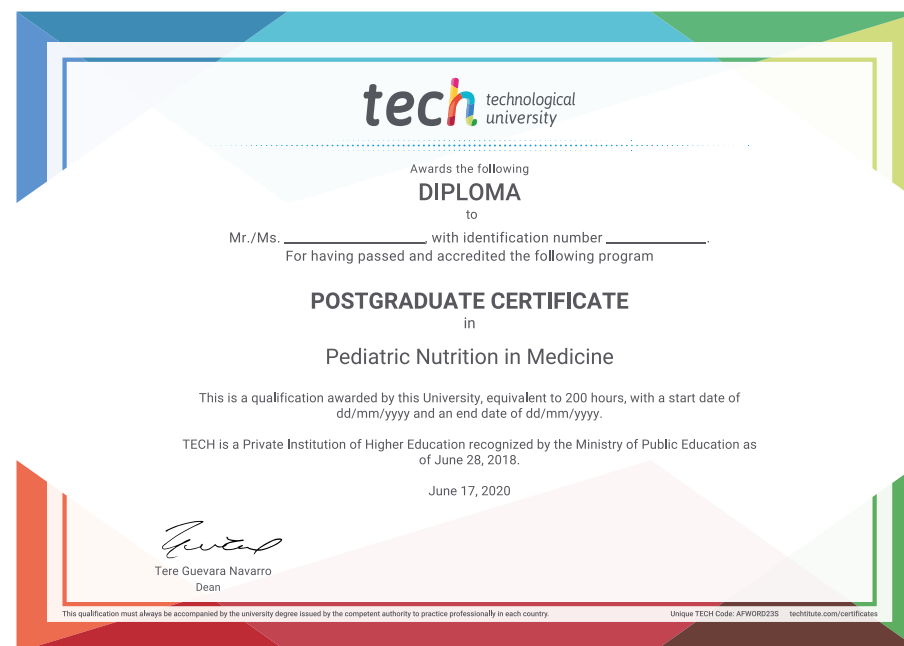 tech technological
university
Awards the following
DIPLOMA
to
Mr./Ms. ____________, with identification number ____________.
For having passed and accredited the following program
POSTGRADUATE CERTIFICATE
in
Pediatric Nutrition in Medicine
This is a qualification awarded by this University, equivalent to 200 hours, with a start date of
dd/mm/yyyy and an end date of dd/mm/yyyy.
TECH is a Private Institution of Higher Education recognized by the Ministry of Public Education as
of June 28, 2018.
June 17, 2020
Tere Guevara Navarro
Dean
This qualification must always be accompanied by the university degree issued by the competent authority to practice professionally in each country.
Unique TECH Code: AFWORD23S techtitute.com/certificates